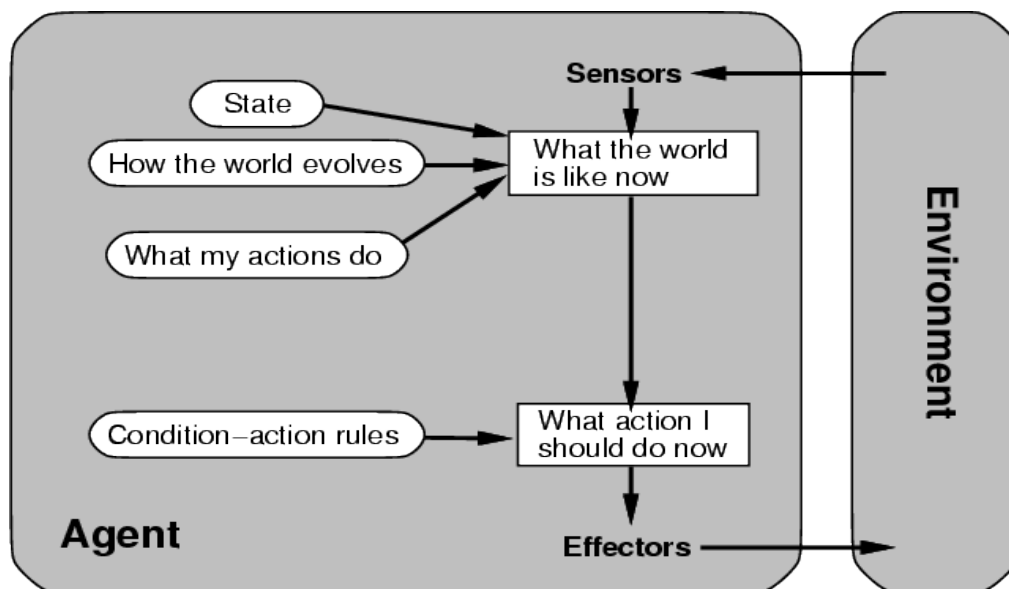 Sensors
State
What the world
is like now
How the world evolves
What my actions do
Environment
Condition−action rules
What action I
should do now
Agent
Effectors